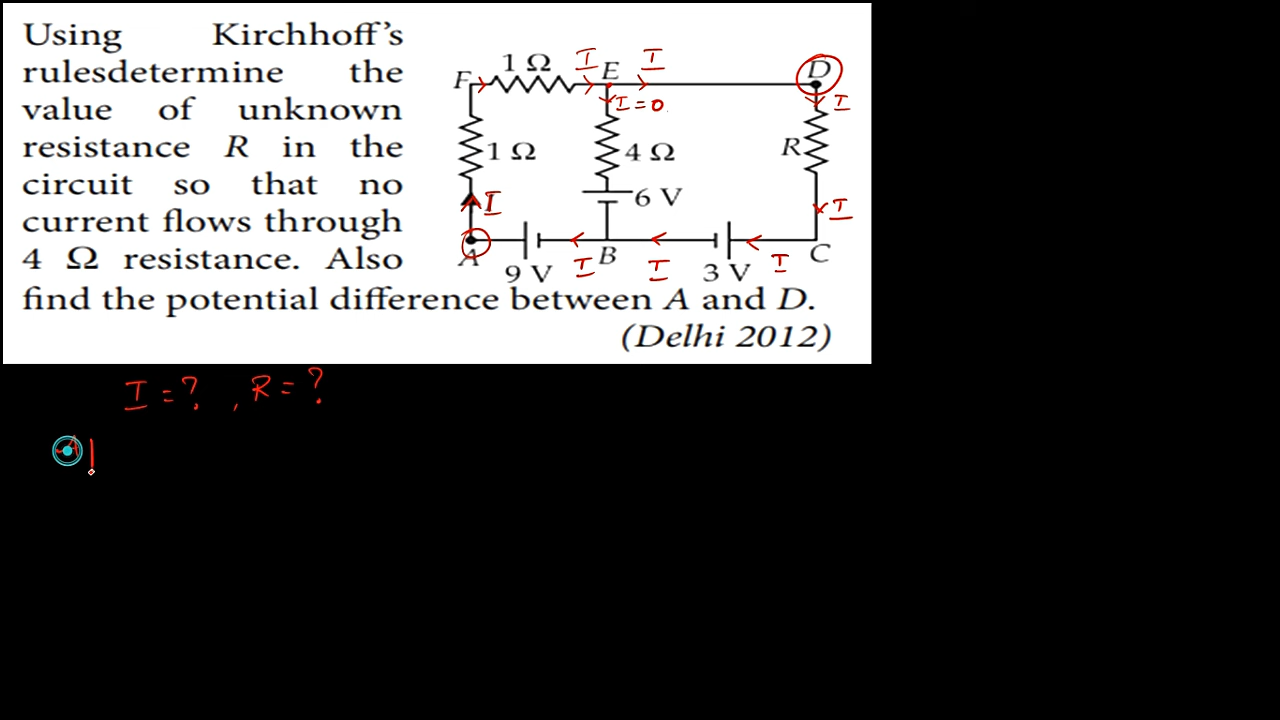 Using Kirchhoff's
rulesdetermine the
value of unknown
resistance R in the
circuit so that no
current flows through
4 Ω resistance. Also
find the potential difference between A and D.
(Delhi 2012)
1 Ω I E I D
F I = 0 I
1 Ω 4 Ω R
I 6 V I
A B C
9 V I I 3 V I
I = ? , R = ?
A